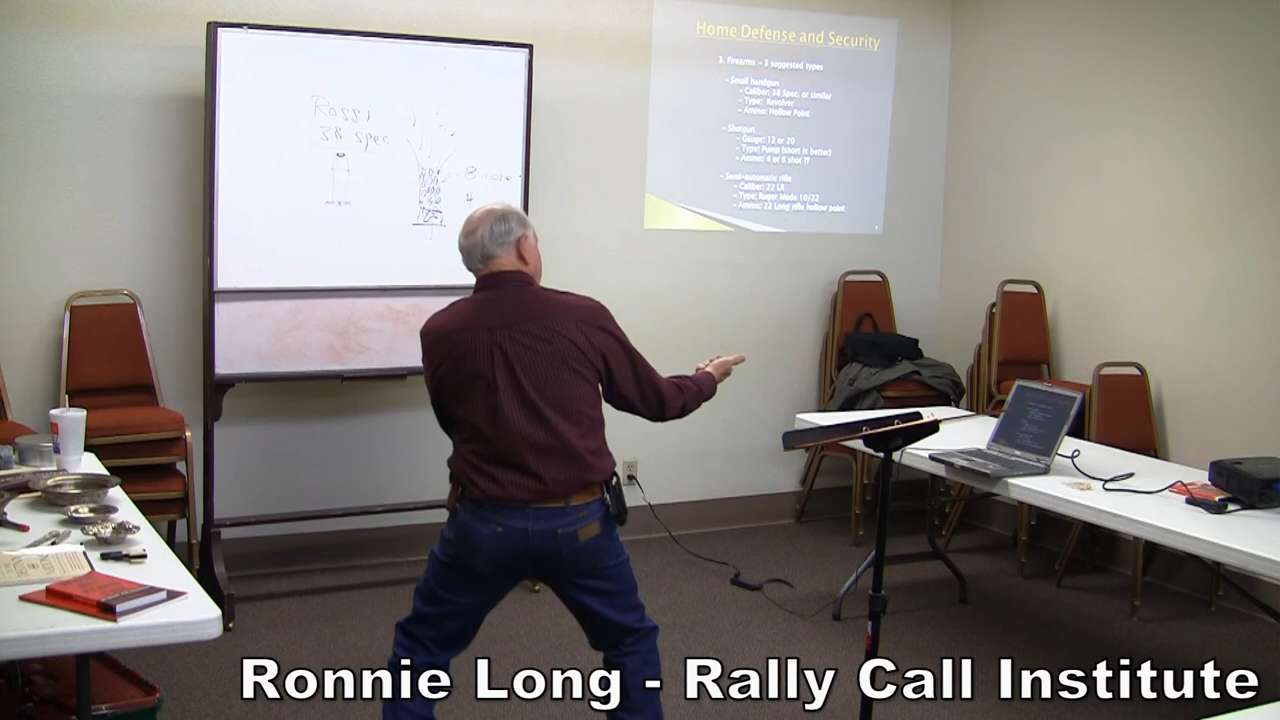 Rossi
38 spec
8
Home Defense and Security
3. Firearms – 3 suggested types
– Small handgun
– Caliber: 38 Spec. or similar
– Type: Revolver
– Ammo: Hollow Point
– Shotgun
– Gauge: 12 or 20
– Type: Pump (short is better)
– Ammo: 4 or 6 shot ??
– Semi-automatic rifle
– Caliber: 22 LR
– Type: Ruger Mode 10/22
– Ammo: 22 Long rifle hollow point
Ronnie Long - Rally Call Institute